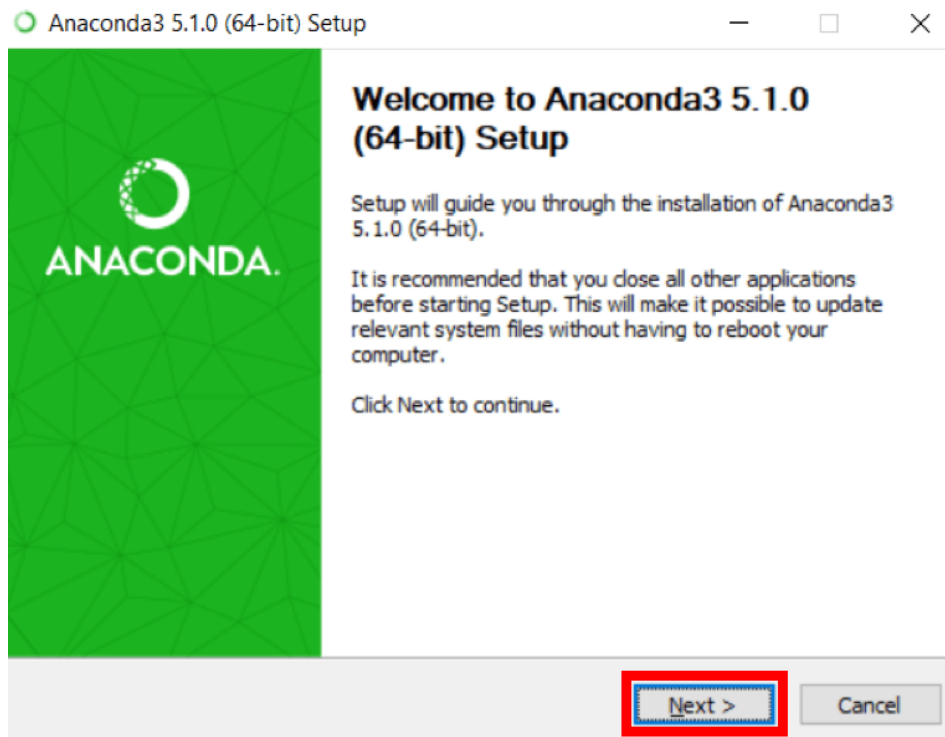 Anaconda3 5.1.0 (64-bit) Setup
ANACONDA.
Welcome to Anaconda3 5.1.0
(64-bit) Setup
Setup will guide you through the installation of Anaconda3
5.1.0 (64-bit).
It is recommended that you close all other applications
before starting Setup. This will make it possible to update
relevant system files without having to reboot your
computer.
Click Next to continue.
Next >
Cancel